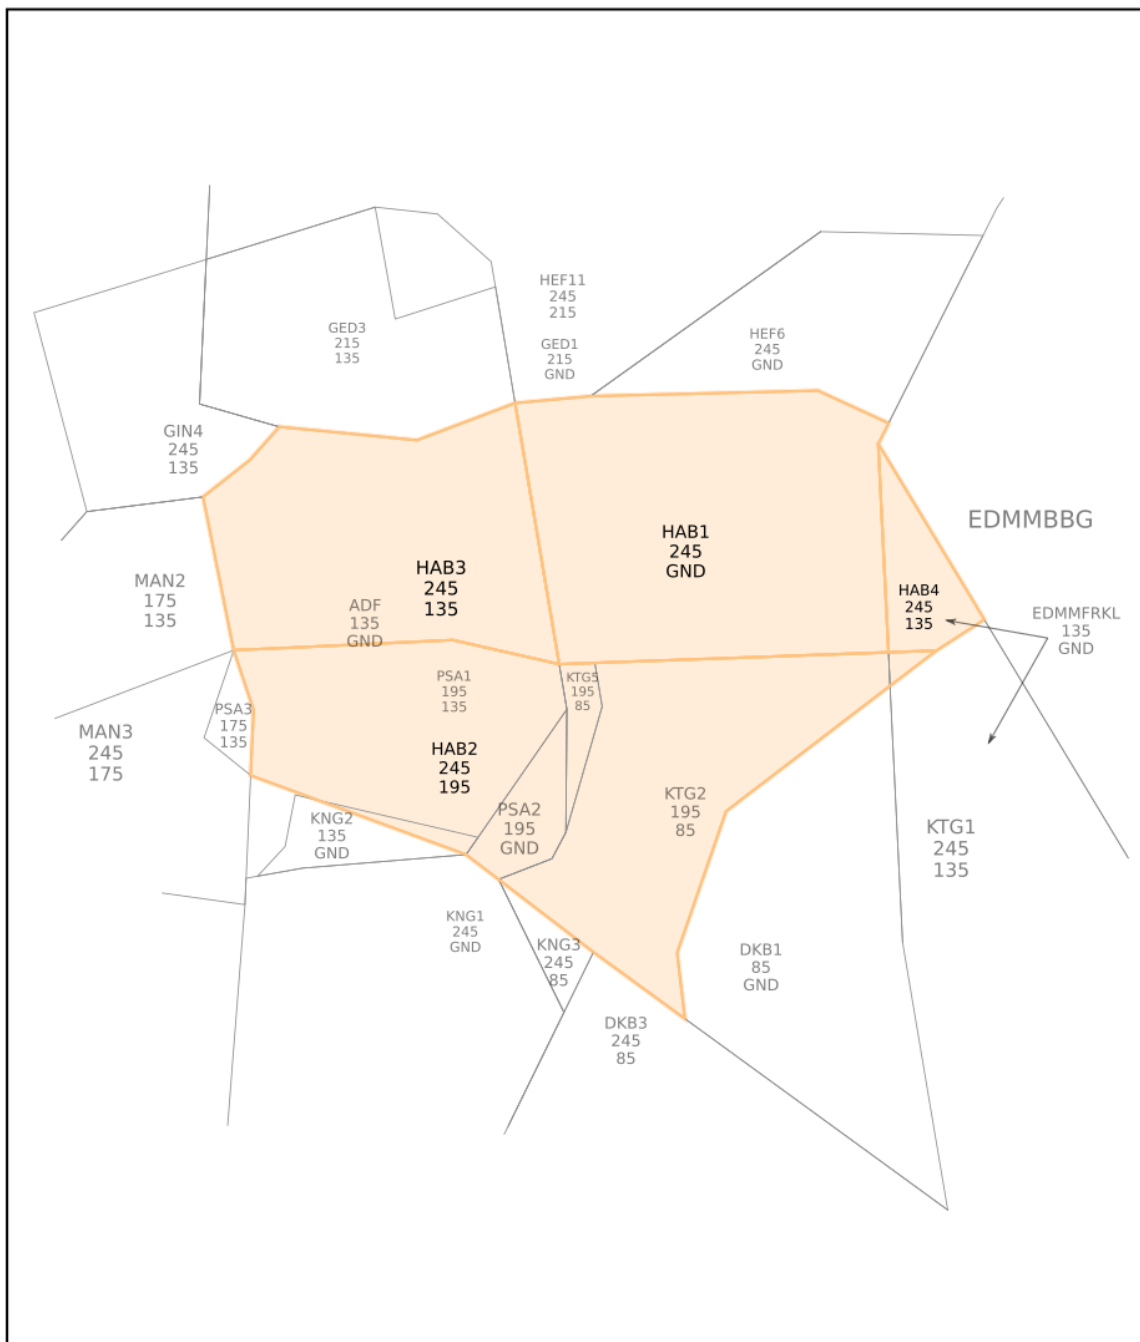 HEF11
245
215
GED3
215
135
GED1
215
GND
HEF6
245
GND
GIN4
245
135
EDMMBBG
HAB1
245
GND
HAB3
245
135
MAN2
175
135
ADF
135
GND
HAB4
245
135
EDMMFRKL
135
GND
PSA1
195
135
KTG5
195
85
PSA3
175
135
MAN3
245
175
HAB2
245
195
KTG2
195
85
PSA2
195
GND
KNG2
135
GND
KTG1
245
135
KNG1
245
GND
KNG3
245
85
DKB1
85
GND
DKB3
245
85